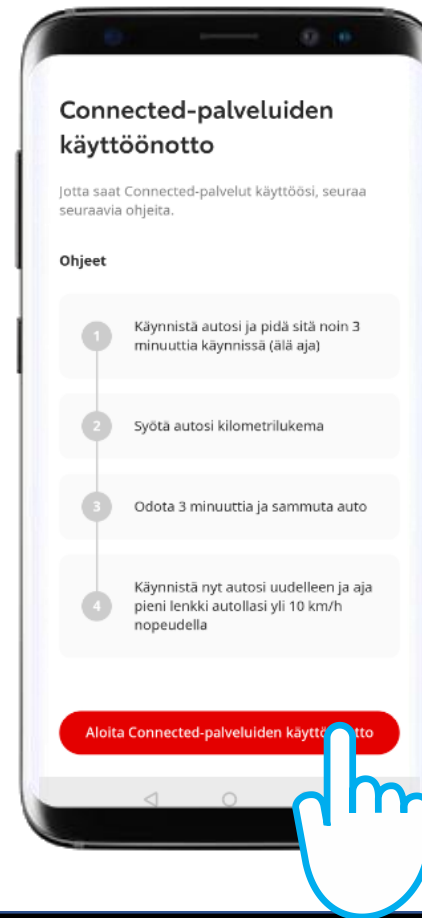 Connected-palveluiden
käyttöönotto
Jotta saat Connected-palvelut käyttöösi, seuraa
seuraavia ohjeita.
Ohjeet
1
Käynnistä autosi ja pidä sitä noin 3
minuuttia käynnissä (älä aja)
2
Syötä autosi kilometrilukema
3
Odota 3 minuuttia ja sammuta auto
4
Käynnistä nyt autosi uudelleen ja aja
pieni lenkki autollasi yli 10 km/h
nopeudella
Aloita Connected-palveluiden